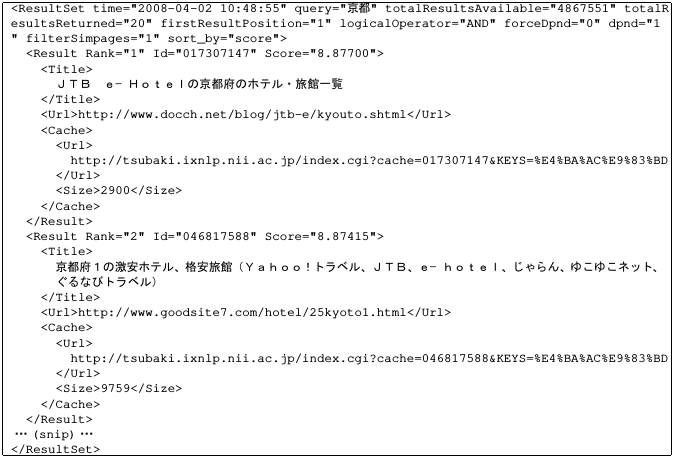 <ResultSet time="2008-04-02 10:48:55" query="京都" totalResultsAvailable="4867551" totalR
esultsReturned="20" firstResultPosition="1" logicalOperator="AND" forceDpnd="0" dpnd="1
" filterSimpages="1" sort_by="score">
<Result Rank="1" Id="017307147" Score="8.87700">
<Title>
ＪＴＢ　ｅ－Ｈｏｔｅｌの京都府のホテル・旅館一覧
</Title>
<Url>http://www.docch.net/blog/jtb-e/kyouto.shtml</Url>
<Cache>
<Url>
http://tsubaki.ixnlp.nii.ac.jp/index.cgi?cache=017307147&KEYS=%E4%BA%AC%E9%83%BD
</Url>
<Size>2900</Size>
</Cache>
</Result>
<Result Rank="2" Id="046817588" Score="8.87415">
<Title>
京都府１の激安ホテル、格安旅館（Ｙａｈｏｏ！トラベル、ＪＴＢ、ｅ－ｈｏｔｅｌ、じゃらん、ゆこゆこネット、
ぐるなびトラベル）
</Title>
<Url>http://www.goodsite7.com/hotel/25kyoto1.html</Url>
<Cache>
<Url>
http://tsubaki.ixnlp.nii.ac.jp/index.cgi?cache=046817588&KEYS=%E4%BA%AC%E9%83%BD
</Url>
<Size>9759</Size>
</Cache>
</Result>
… (snip) …
</ResultSet>